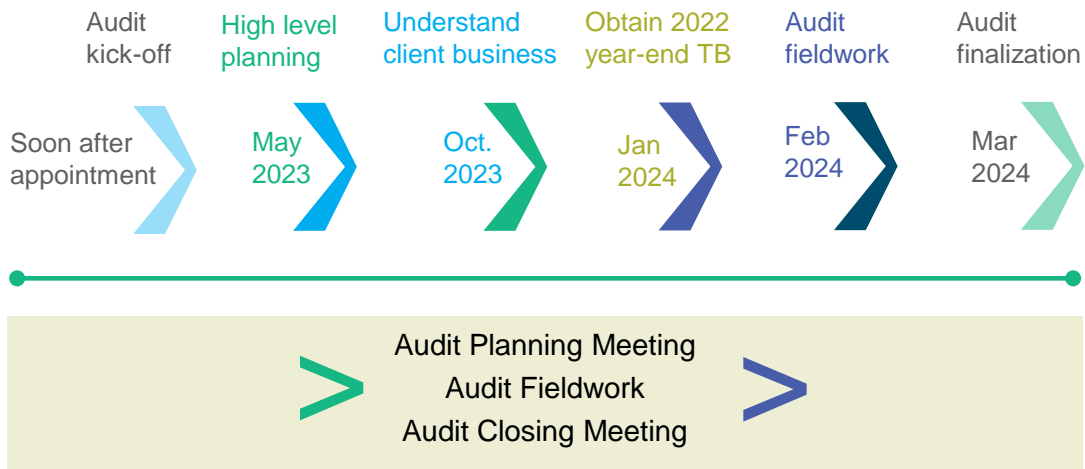 Audit
kick-off
High level
planning
Understand
client business
Obtain 2022
year-end TB
Audit
fieldwork
Audit
finalization
Soon after
appointment
May
2023
Oct.
2023
Jan
2024
Feb
2024
Mar
2024
Audit Planning Meeting
Audit Fieldwork
Audit Closing Meeting